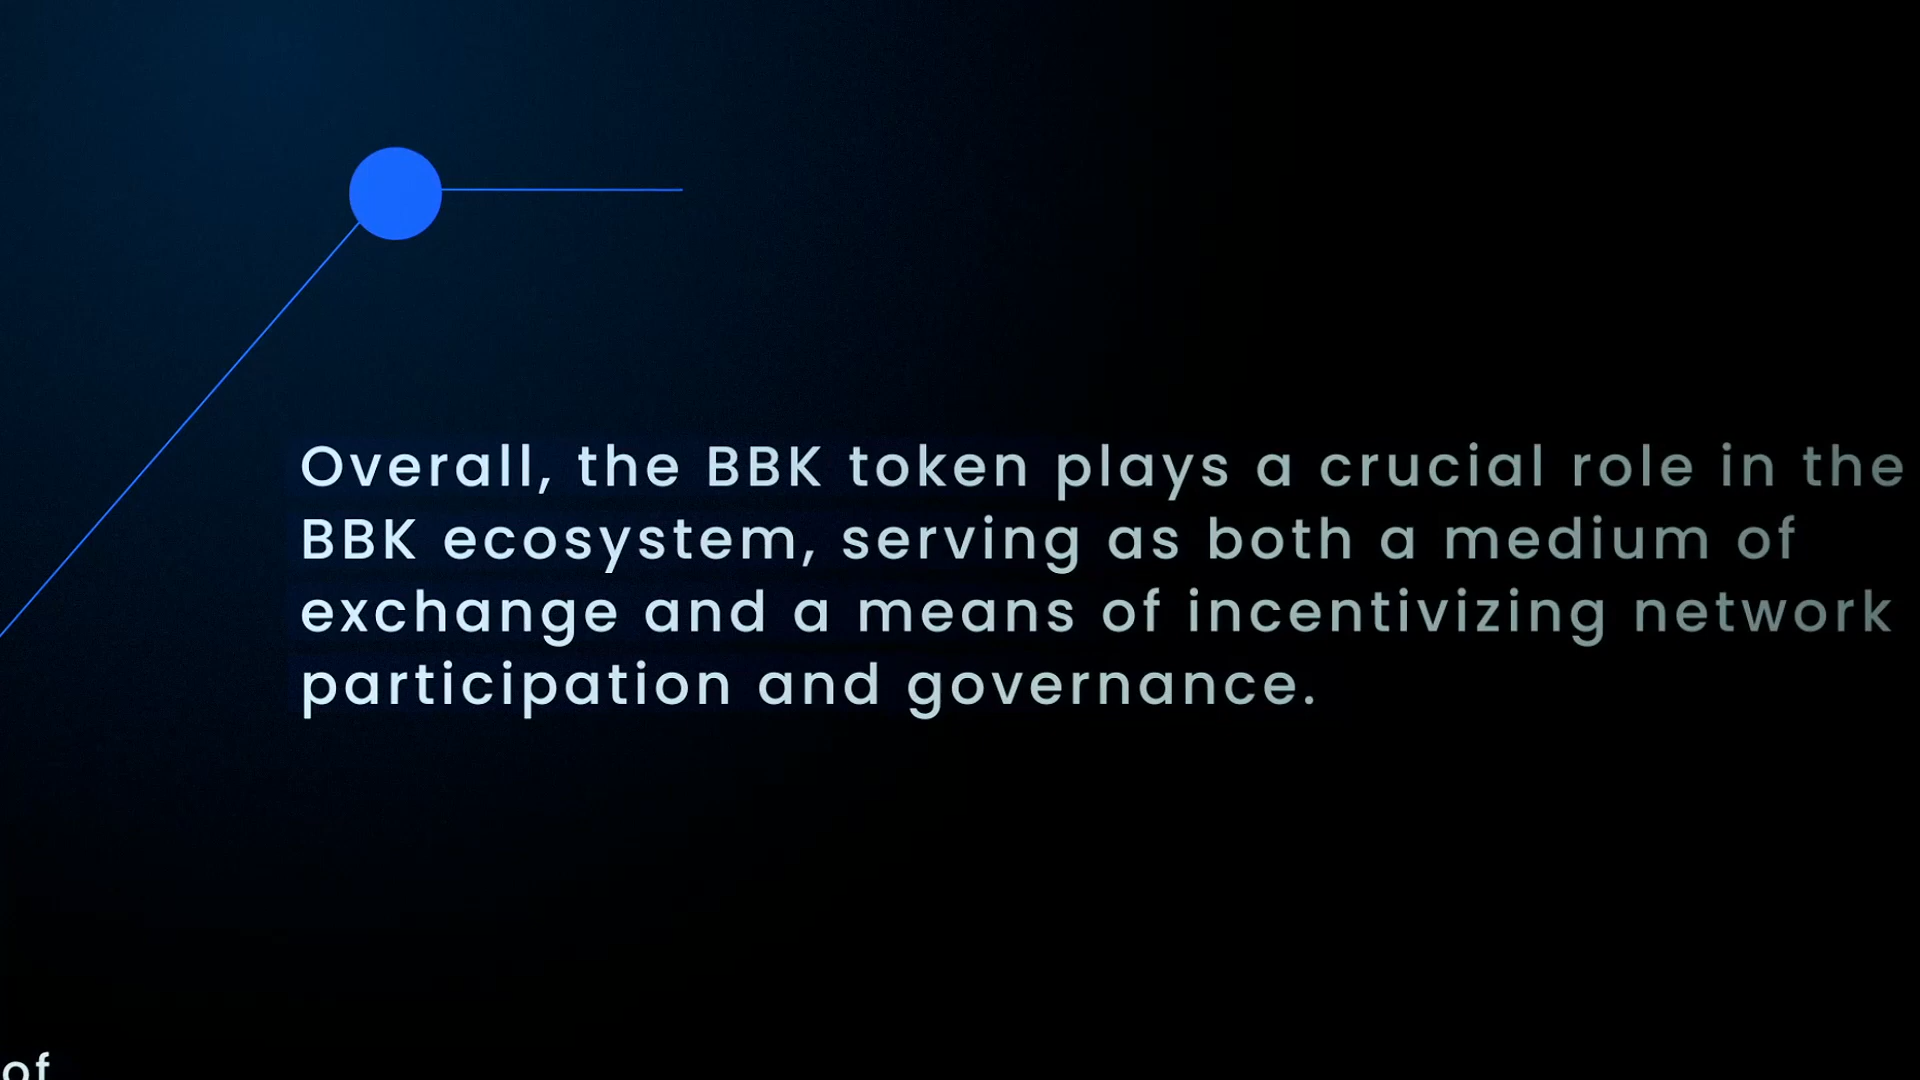 Overall, the BBK token plays a crucial role in the
BBK ecosystem, serving as both a medium of
exchange and a means of incentivizing network
participation and governance.
of